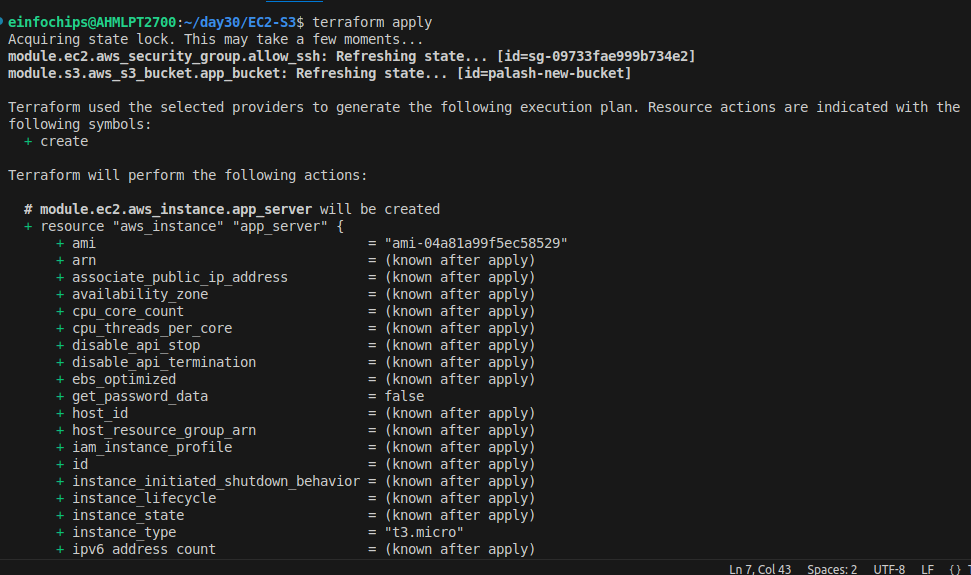 einfochips@AHMLPT2700:~/day30/EC2-S3$ terraform apply
Acquiring state lock. This may take a few moments...
module.ec2.aws_security_group.allow_ssh: Refreshing state... [id=sg-09733fae999b734e2]
module.s3.aws_s3_bucket.app_bucket: Refreshing state... [id=palash-new-bucket]

Terraform used the selected providers to generate the following execution plan. Resource actions are indicated with the
following symbols:
  + create

Terraform will perform the following actions:

  # module.ec2.aws_instance.app_server will be created
  + resource "aws_instance" "app_server" {
      + ami                                  = "ami-04a81a99f5ec58529"
      + arn                                  = (known after apply)
      + associate_public_ip_address          = (known after apply)
      + availability_zone                    = (known after apply)
      + cpu_core_count                       = (known after apply)
      + cpu_threads_per_core                 = (known after apply)
      + disable_api_stop                     = (known after apply)
      + disable_api_termination              = (known after apply)
      + ebs_optimized                        = (known after apply)
      + get_password_data                    = false
      + host_id                              = (known after apply)
      + host_resource_group_arn              = (known after apply)
      + iam_instance_profile                 = (known after apply)
      + id                                   = (known after apply)
      + instance_initiated_shutdown_behavior = (known after apply)
      + instance_lifecycle                   = (known after apply)
      + instance_state                       = (known after apply)
      + instance_type                        = "t3.micro"
      + ipv6_address_count                   = (known after apply)
Ln 7, Col 43 Spaces: 2 UTF-8 LF {}